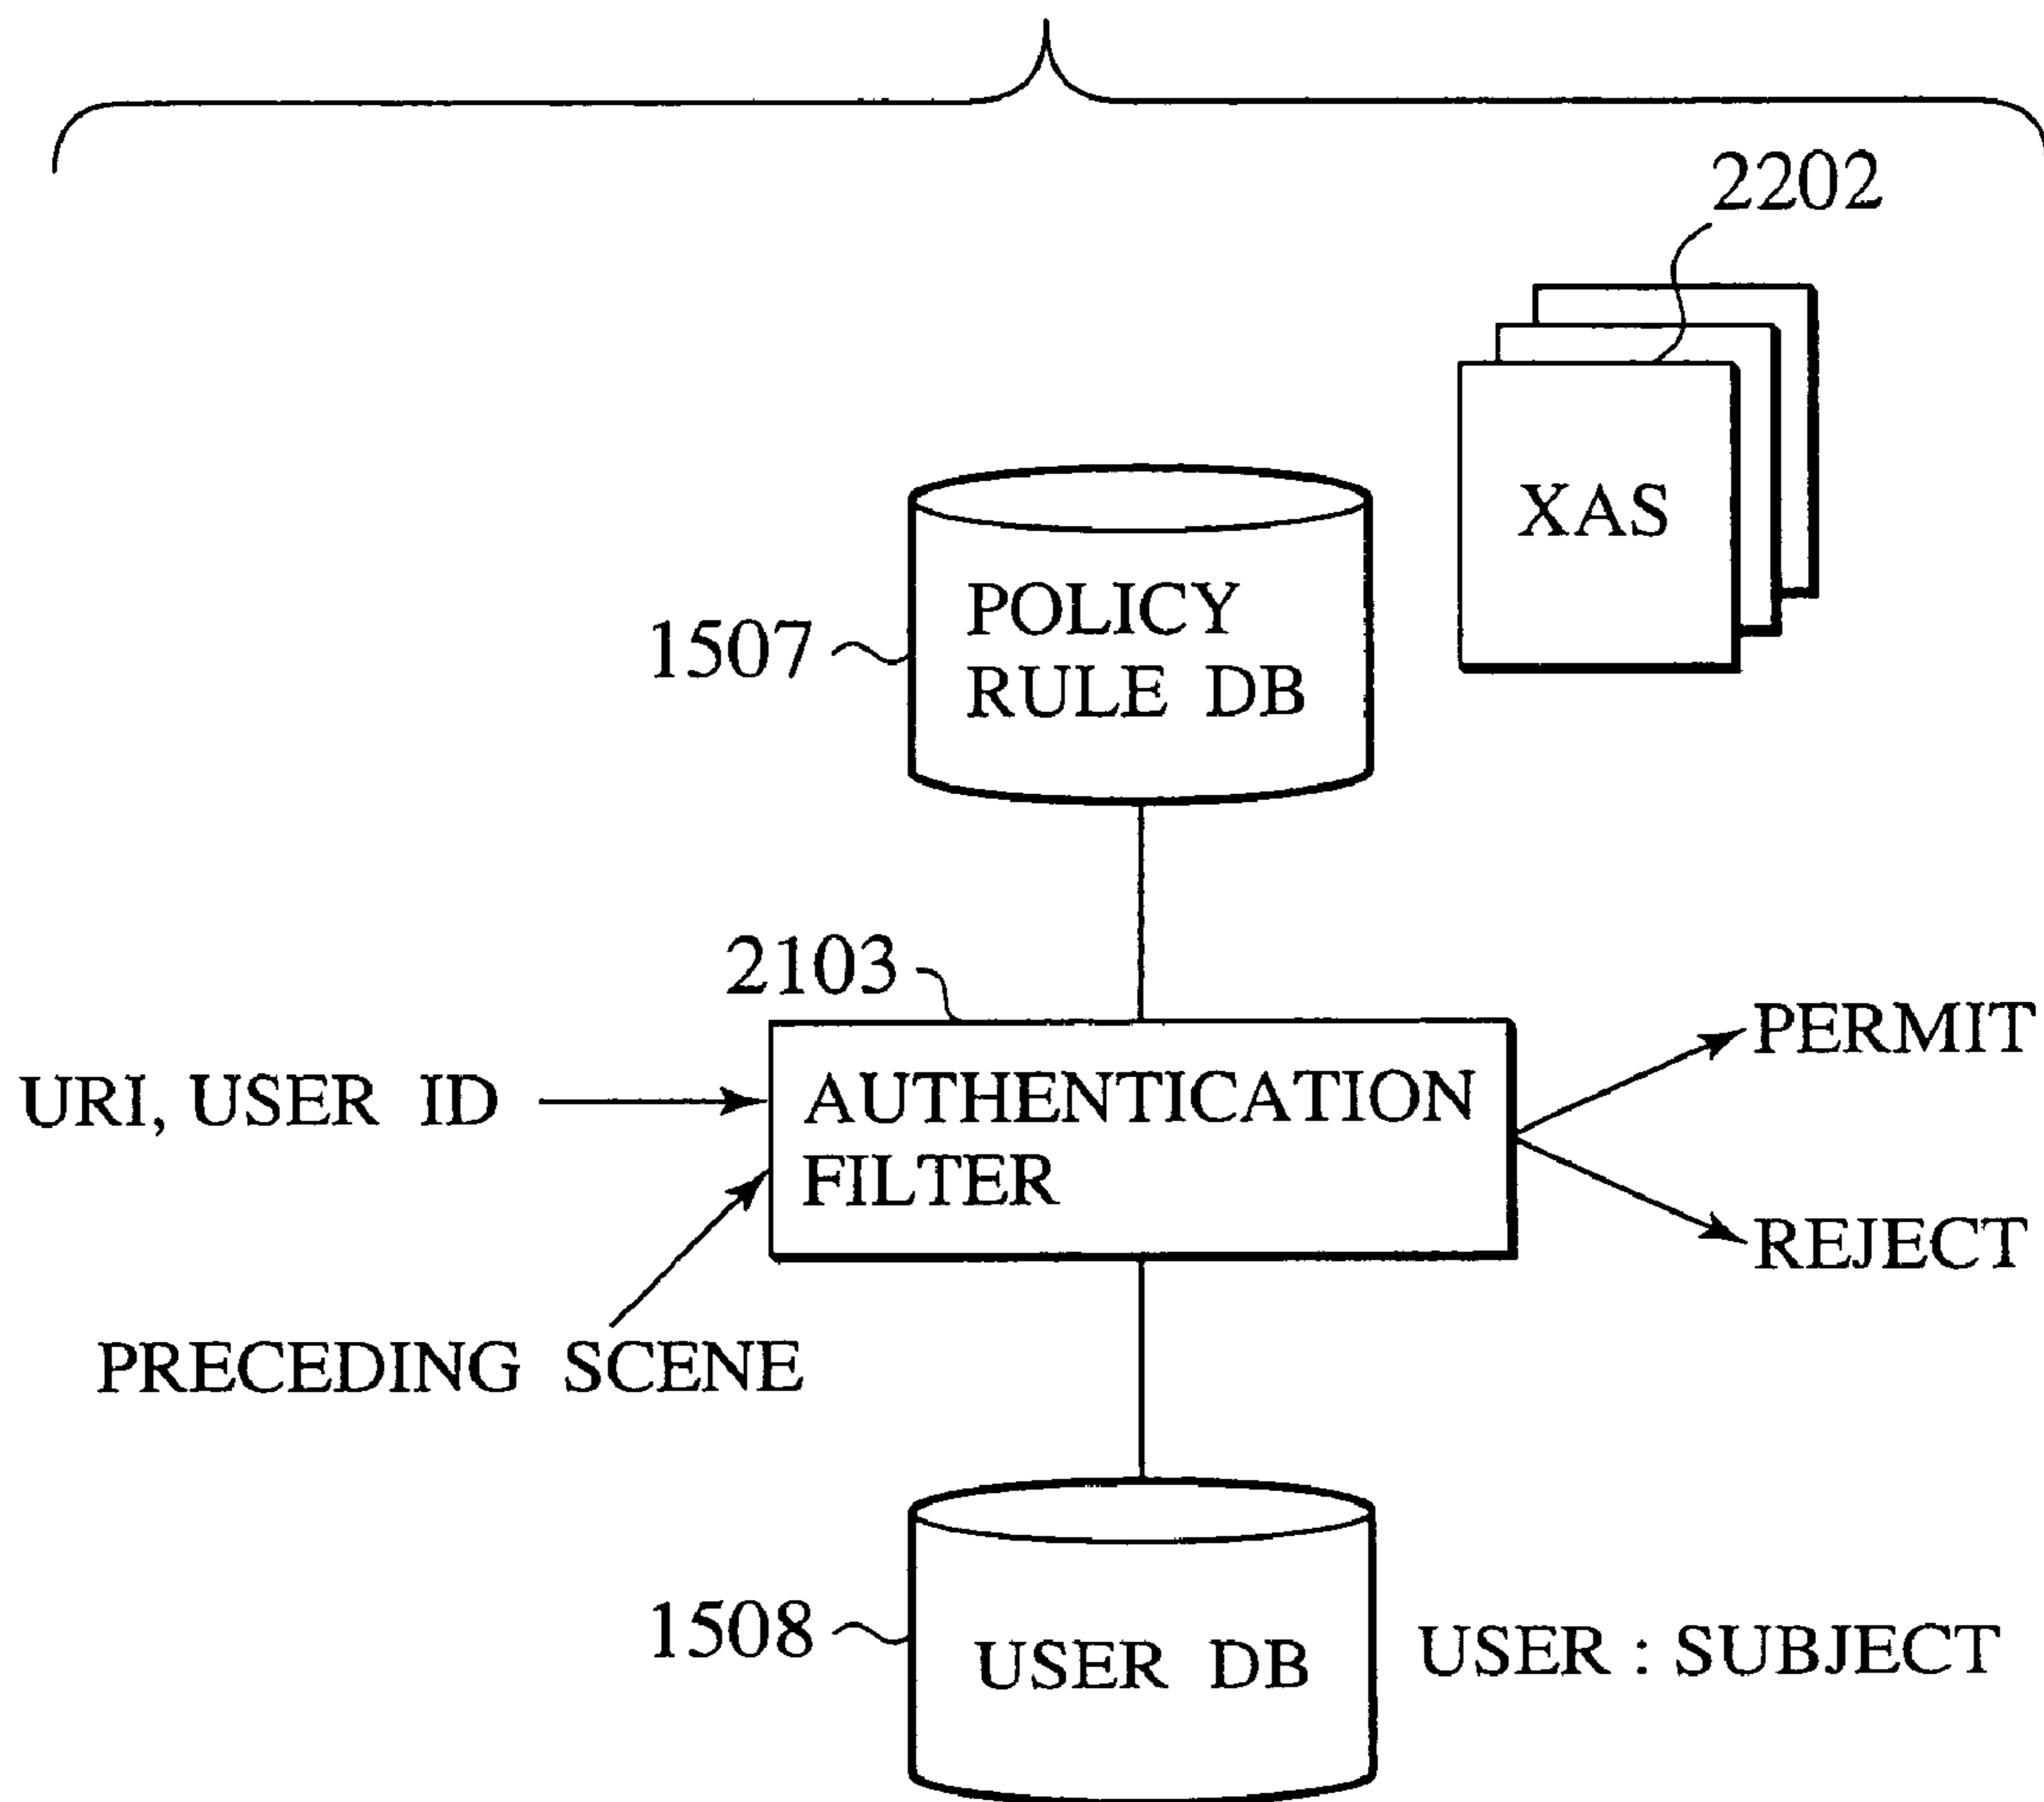 2202
XAS
1507
POLICY
RULE DB
2103
PERMIT
URI, USER ID
AUTHENTICATION
FILTER
REJECT
PRECEDING SCENE
1508
USER DB
USER : SUBJECT